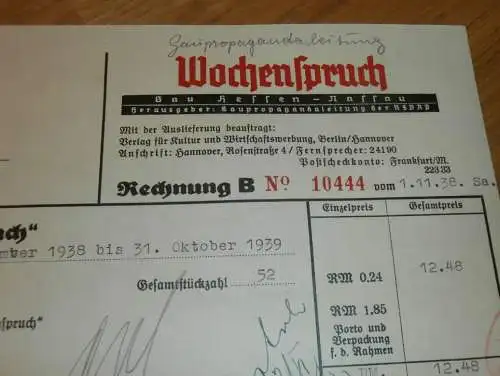 Gaupropagandaleitung
Wochenspruch
Gau Hessen-Nassau
Herausgeber: Gaupropagandaleitung der NSDAP
Mit der Auslieferung beauftragt:
Verlag für Kultur und Wirtschaftswerbung, Berlin/Hannover
Anschrift: Hannover, Rosenstraße 4 / Fernsprecher: 24190
Postscheckkonto: Frankfurt/M.
22333
Rechnung B No 10444 vom 1.11.38. Sa.
Einzelpreis Gesamtpreis
uch"
mber 1938 bis 31. Oktober 1939
Gesamtstückzahl 52
RM 0.24 12.48
RM 1.85
spruch"
Porto und
Verpackung
f. d. Rahmen
12.48